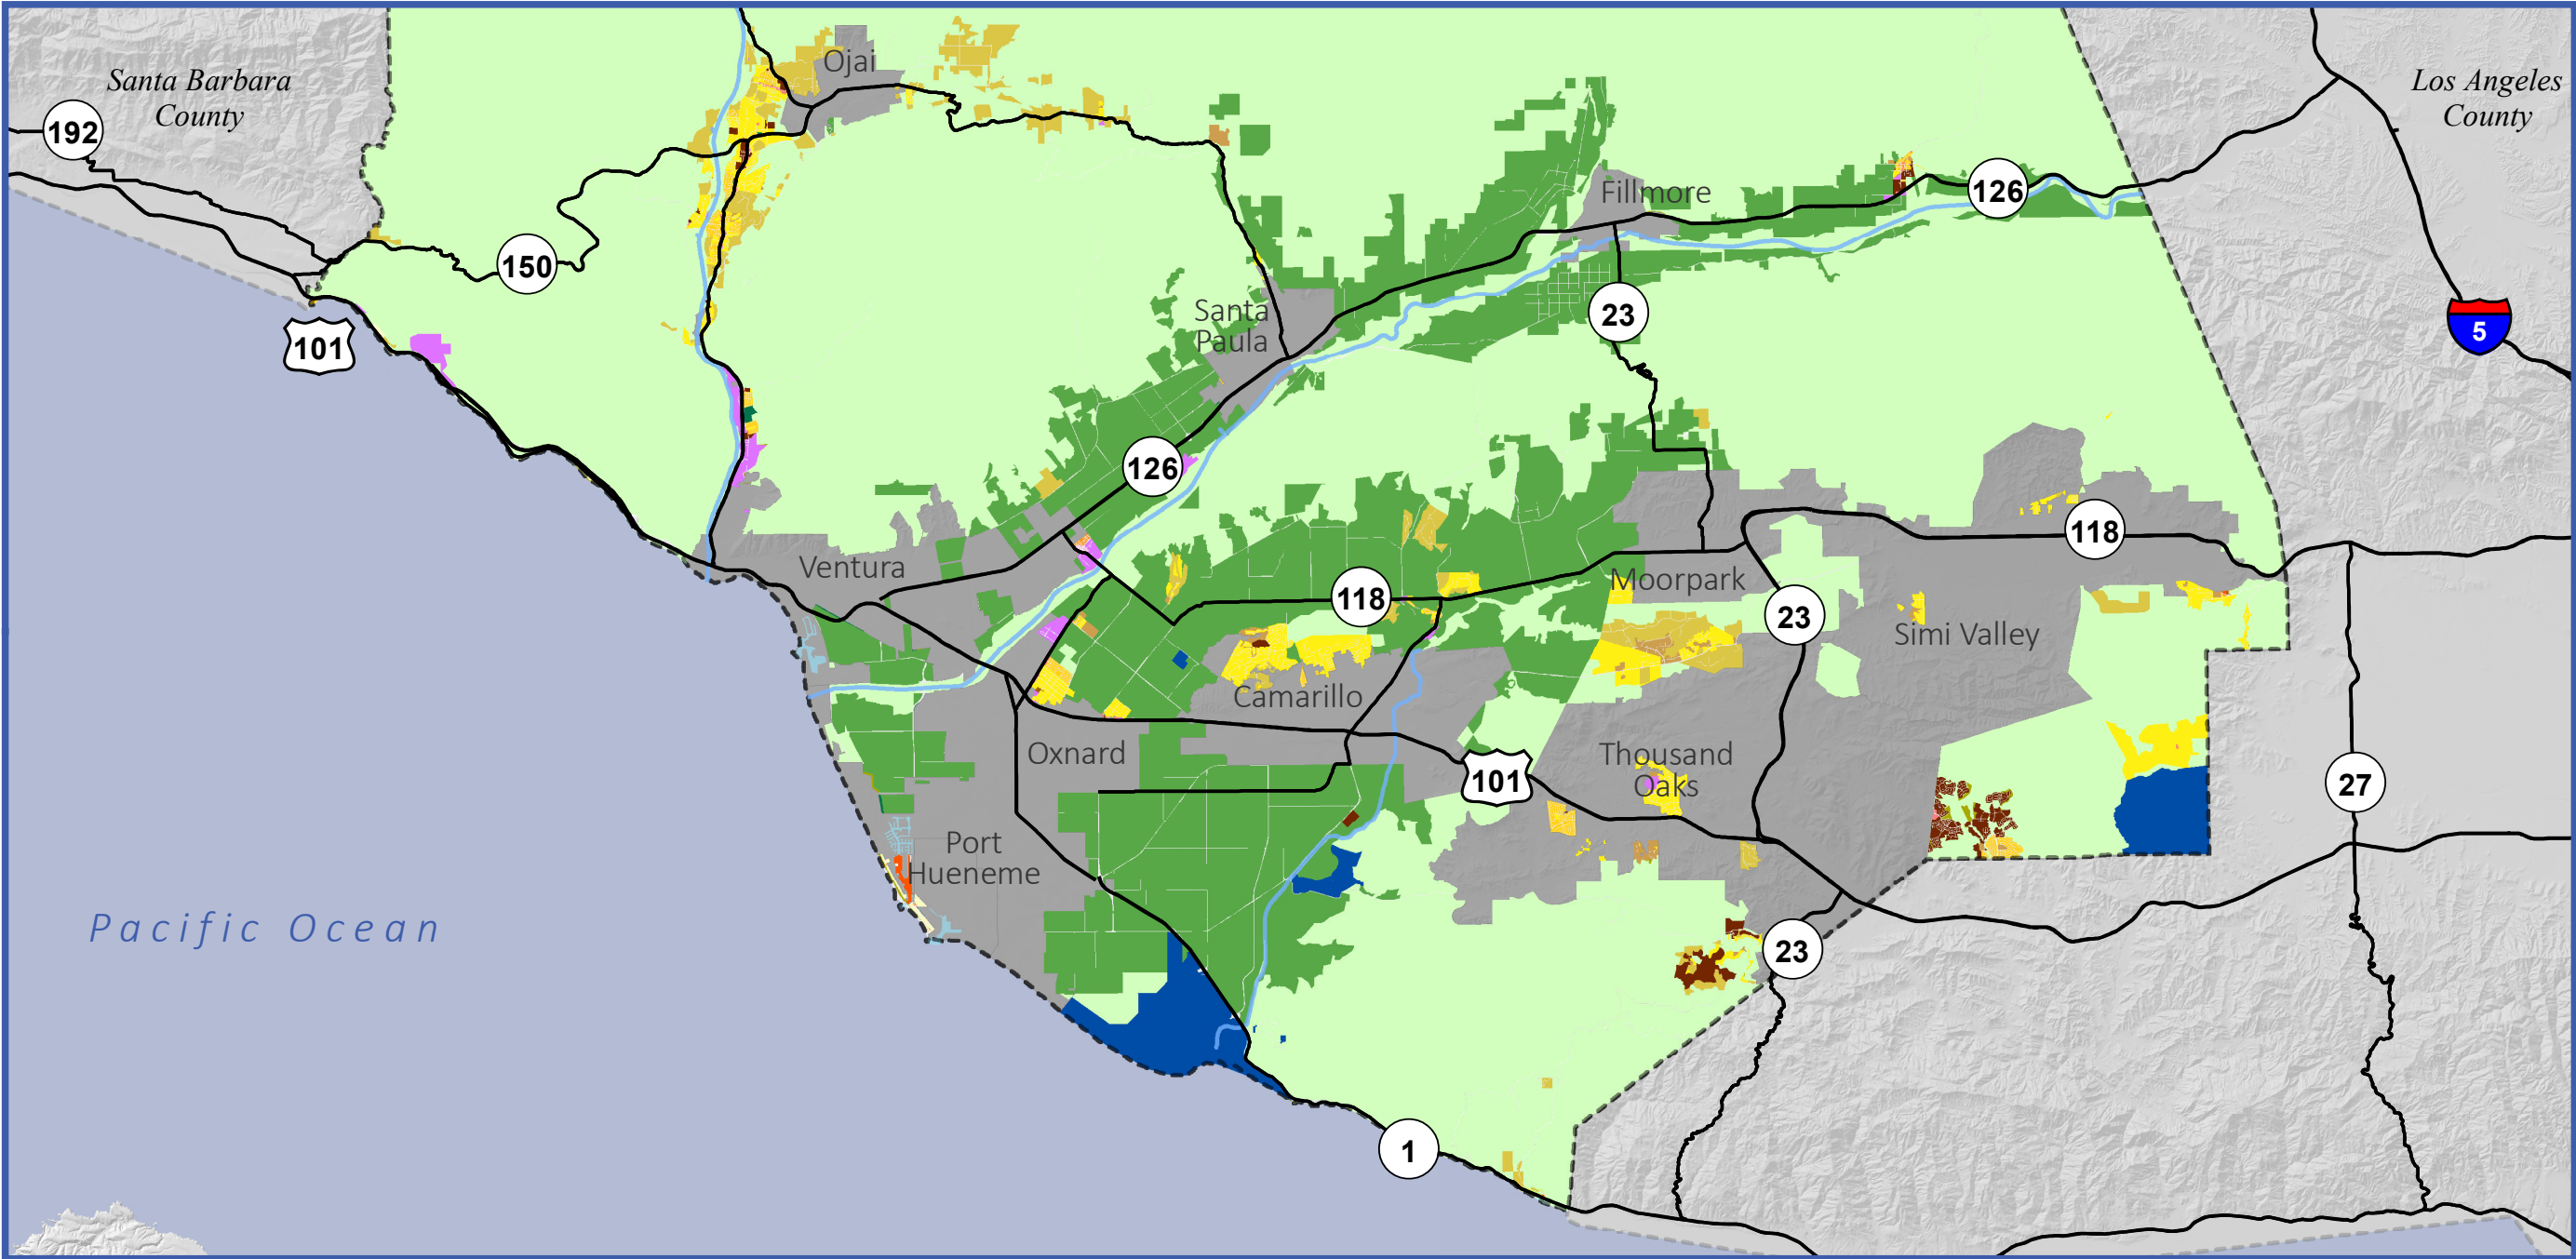 Ojai
Santa Barbara
County
Los Angeles
County
192
Fillmore
126
150
Santa
Paula
23
101
5
126
118
Ventura
118
Moorpark
23
Simi Valley
Camarillo
Oxnard
Thousand
Oaks
101
27
Port
Hueneme
Pacific Ocean
23
1